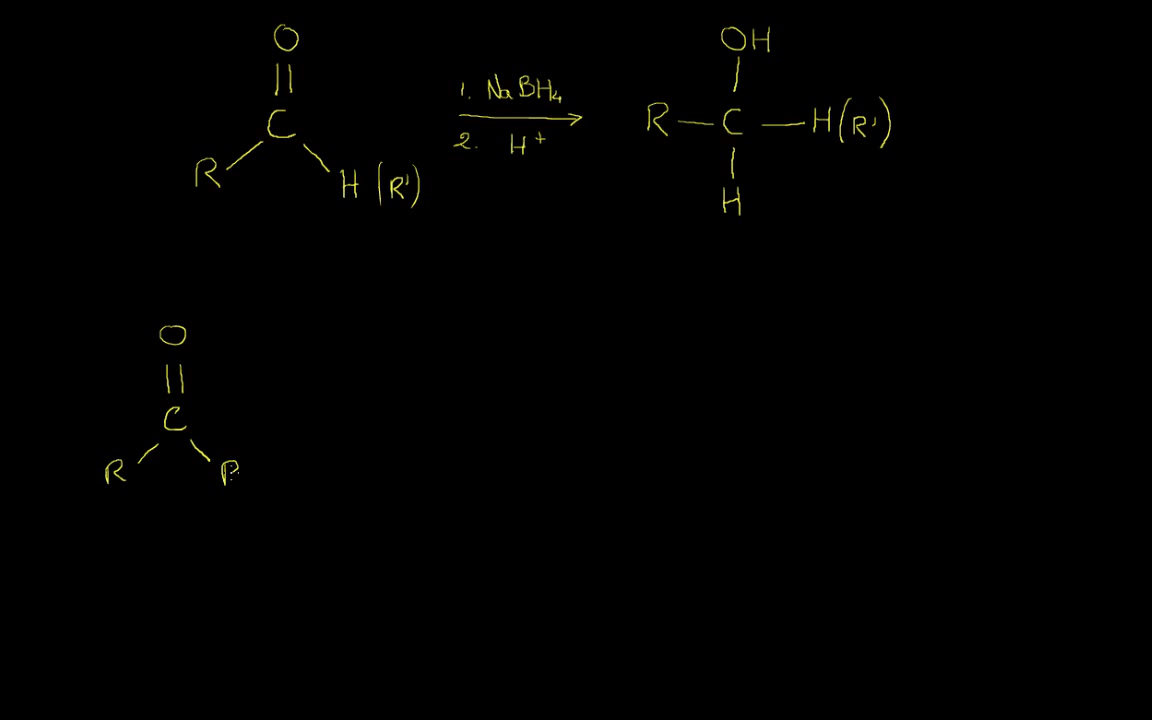 O OH
1. NaBH4
C R — C — H(R')
2. H+
R H (R')
H
O
C
R